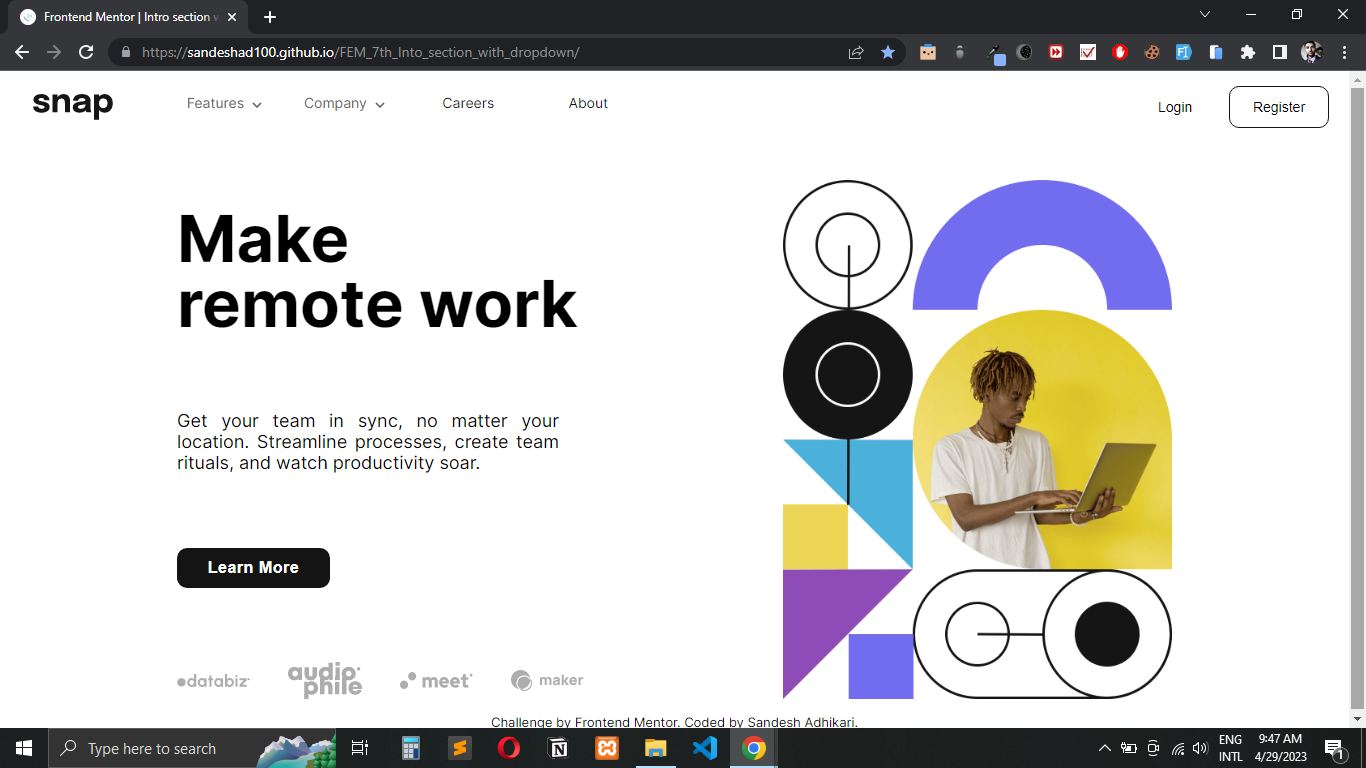 Frontend Mentor | Intro section w
https://sandeshad100.github.io/FEM_7th_Into_section_with_dropdown/
snap
Features
Company
Careers
About
Login
Register
Make
remote work
Get your team in sync, no matter your
location. Streamline processes, create team
rituals, and watch productivity soar.
Learn More
databiz
audio
phile
meet
maker
Challenge by Frontend Mentor. Coded by Sandesh Adhikari.
Type here to search
ENG
INTL
9:47 AM
4/29/2023
1